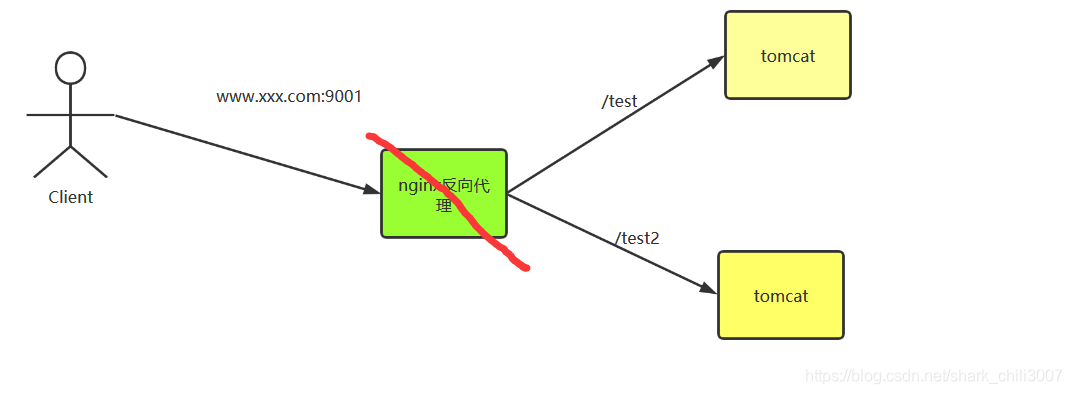 tomcat
www.xxx.com:9001
/test
nginx反向代
理
Client
/test2
tomcat
https://blog.csdn.net/shark_chili3007